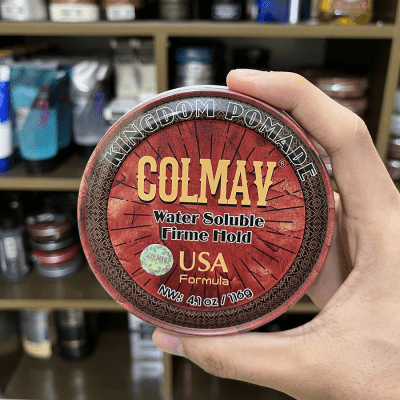 KINGDOM POMADE
COLMAV®
Water Soluble
Firme Hold
USA
Formula
NW: 4.1 oz / 116g